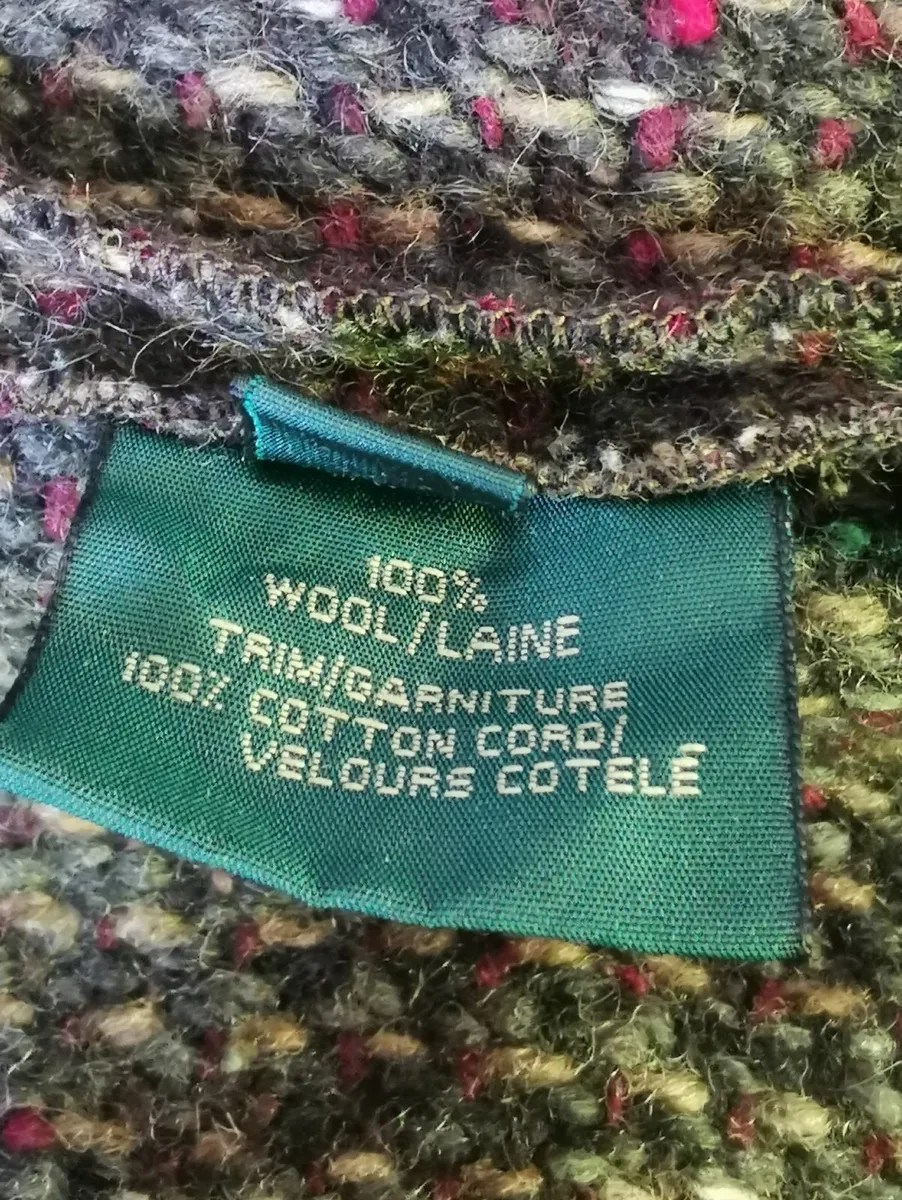 100%
WOOL/LAINE
TRIM/GARNITURE
100% COTTON CORD/
VELOURS COTELÉ